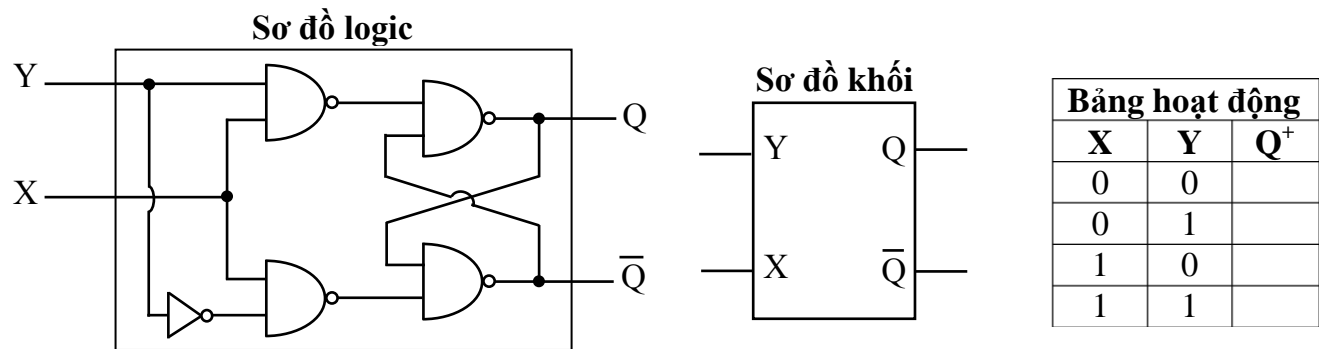 Sơ đồ logic
Y
X
Q
Q̅
Sơ đồ khối
Y Q
X Q̅
Bảng hoạt động
X Y Q⁺
0 0
0 1
1 0
1 1